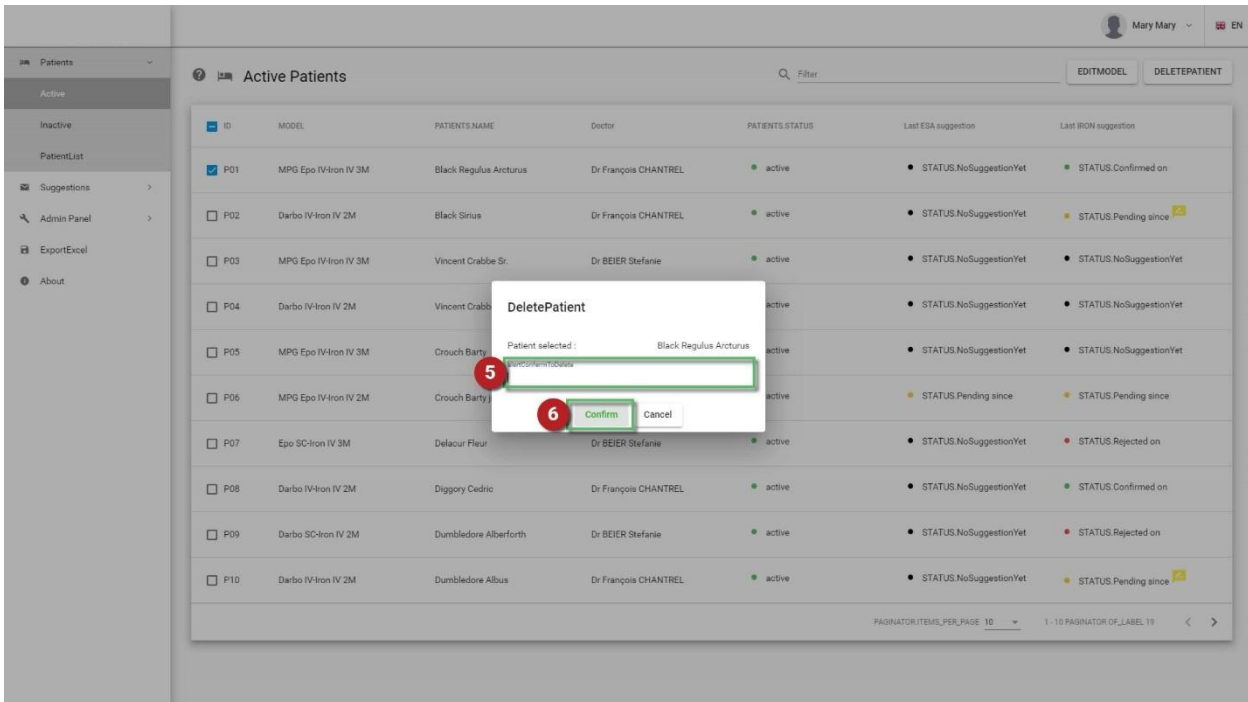 Mary Mary EN
Patients
Active
Inactive
PatientList
Suggestions
Admin Panel
ExportExcel
About
Active Patients Filter EDITMODEL DELETEPATIENT
ID MODEL PATIENTS.NAME Doctor PATIENTS.STATUS Last ESA suggestion Last IRON suggestion
P01 MPG Epo IV-Iron IV 3M Black Regulus Arcturus Dr François CHANTREL active STATUS.NoSuggestionYet STATUS.Confirmed on
P02 Darbo IV-Iron IV 2M Black Sirius Dr François CHANTREL active STATUS.NoSuggestionYet STATUS.Pending since
P03 MPG Epo IV-Iron IV 3M Vincent Crabbe Sr. Dr BEIER Stefanie active STATUS.NoSuggestionYet STATUS.NoSuggestionYet
P04 Darbo IV-Iron IV 2M Vincent Crabb active STATUS.NoSuggestionYet STATUS.NoSuggestionYet
P05 MPG Epo IV-Iron IV 3M Crouch Barty active STATUS.NoSuggestionYet STATUS.NoSuggestionYet
P06 MPG Epo IV-Iron IV 2M Crouch Barty j active STATUS.Pending since STATUS.Pending since
P07 Epo SC-Iron IV 3M Delacur Fleur Dr BEIER Stefanie active STATUS.NoSuggestionYet STATUS.Rejected on
P08 Darbo IV-Iron IV 2M Diggory Cedric Dr François CHANTREL active STATUS.NoSuggestionYet STATUS.Confirmed on
P09 Darbo SC-Iron IV 2M Dumbledore Alberforth Dr BEIER Stefanie active STATUS.NoSuggestionYet STATUS.Rejected on
P10 Darbo IV-Iron IV 2M Dumbledore Albus Dr François CHANTREL active STATUS.NoSuggestionYet STATUS.Pending since
PAGINATOR.ITEMS_PER_PAGE 10 1 - 10 PAGINATOR.OF_LABEL 19
DeletePatient
Patient selected : Black Regulus Arcturus
5
6 Confirm Cancel